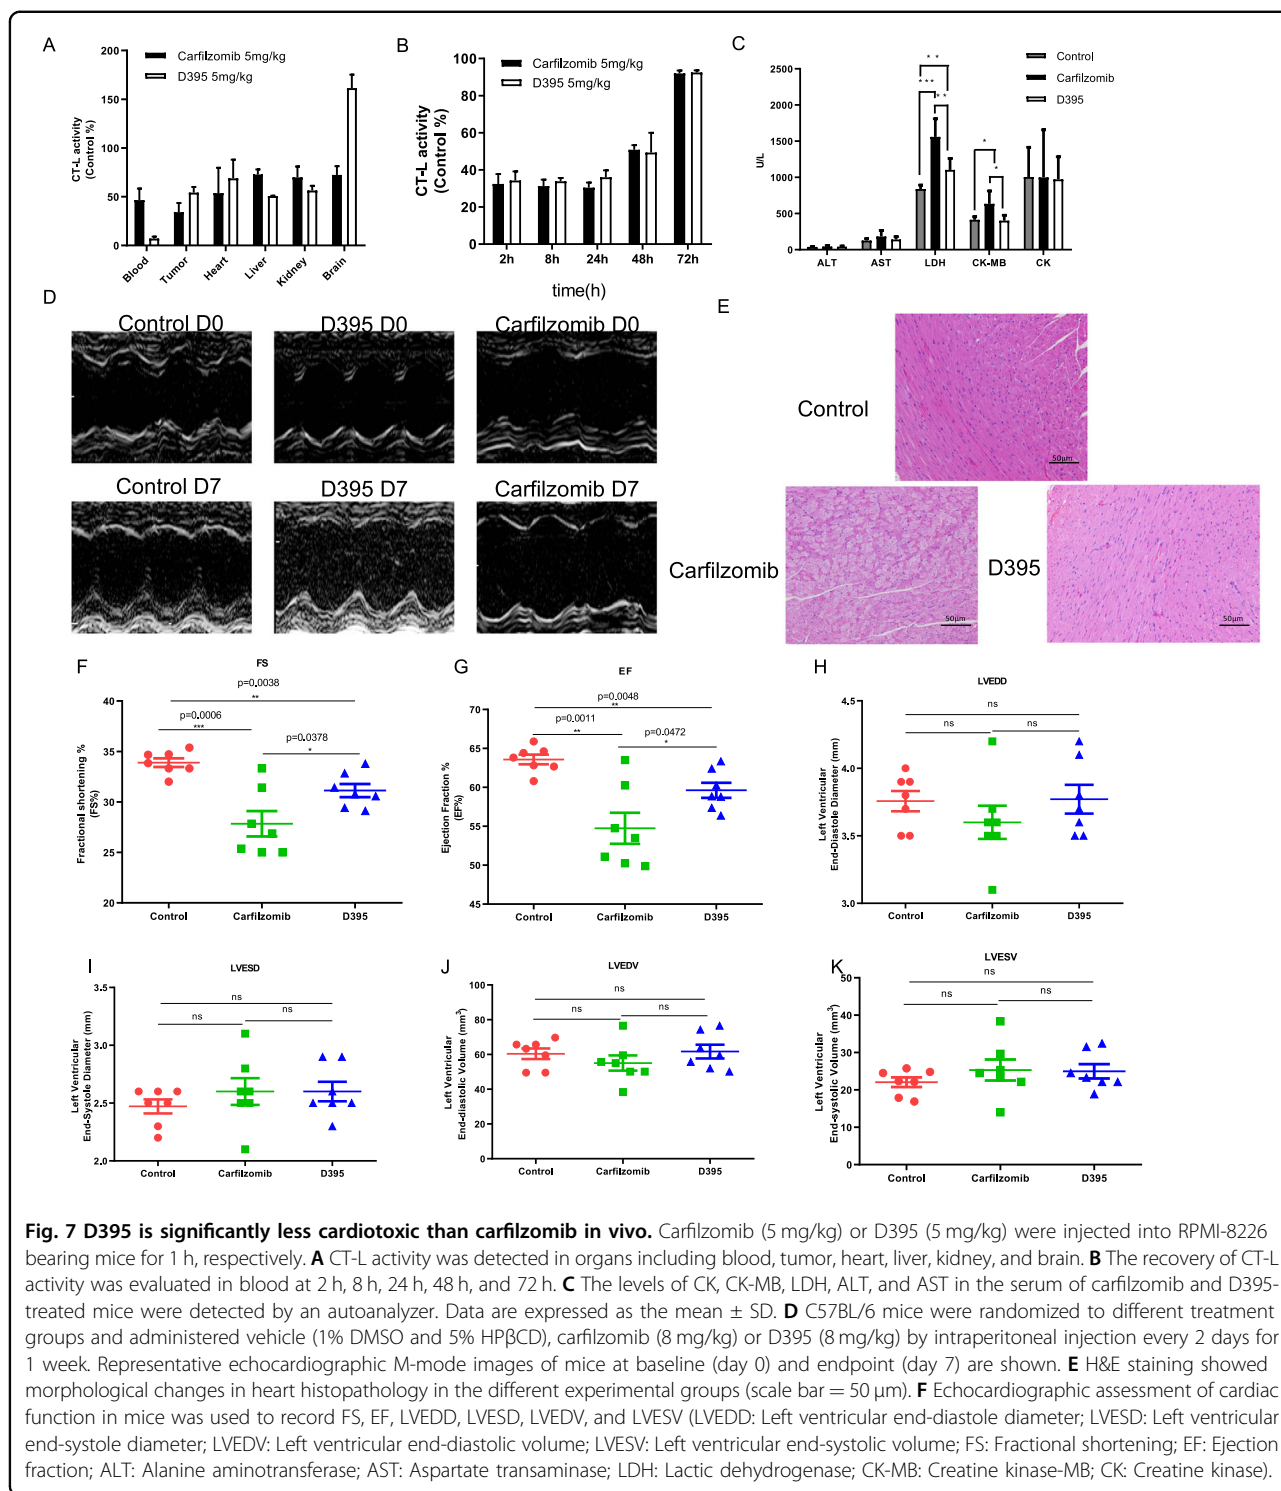 A
Carfilzomib 5mg/kg
D395 5mg/kg
CT-L activity
(Control %)
200
150
100
50
0
Blood
Tumor
Heart
Liver
Kidney
Brain
B
Carfilzomib 5mg/kg
D395 5mg/kg
CT-L activity
(Control %)
100
80
60
40
20
0
2h 8h 24h 48h 72h
time(h)
C
Control
Carfilzomib
D395
U/L
2500
2000
1500
1000
500
0
* *
***
* *
*
*
ALT AST LDH CK-MB CK
D
Control D0 D395 D0 Carfilzomib D0
Control D7 D395 D7 Carfilzomib D7
E
Control
50μm
Carfilzomib
50μm
D395
50μm
F
FS
p=0.0038
**
p=0.0006
***
p=0.0378
*
Fractional shortening %
(FS%)
40
35
30
25
20
Control Carfilzomib D395
G
EF
p=0.0048
**
p=0.0011
**
p=0.0472
*
Ejection Fraction %
(EF%)
70
65
60
55
50
45
Control Carfilzomib D395
H
LVEDD
ns
ns ns
Left Ventricular
End-Diastole Diameter (mm)
4.5
4.0
3.5
3.0
Control Carfilzomib D395
I
LVESD
ns
ns ns
Left Ventricular
End-Systole Diameter (mm)
3.5
3.0
2.5
2.0
Control Carfilzomib D395
J
LVEDV
ns
ns ns
Left Ventricular
End-diastolic Volume (mm³)
100
80
60
40
20
0
Control Carfilzomib D395
K
LVESV
ns
ns ns
Left Ventricular
End-systolic Volume (mm³)
50
40
30
20
10
0
Control Carfilzomib D395
Fig. 7 D395 is significantly less cardiotoxic than carfilzomib in vivo. Carfilzomib (5 mg/kg) or D395 (5 mg/kg) were injected into RPMI-8226
bearing mice for 1 h, respectively. A CT-L activity was detected in organs including blood, tumor, heart, liver, kidney, and brain. B The recovery of CT-L
activity was evaluated in blood at 2 h, 8 h, 24 h, 48 h, and 72 h. C The levels of CK, CK-MB, LDH, ALT, and AST in the serum of carfilzomib and D395-
treated mice were detected by an autoanalyzer. Data are expressed as the mean ± SD. D C57BL/6 mice were randomized to different treatment
groups and administered vehicle (1% DMSO and 5% HPβCD), carfilzomib (8 mg/kg) or D395 (8 mg/kg) by intraperitoneal injection every 2 days for
1 week. Representative echocardiographic M-mode images of mice at baseline (day 0) and endpoint (day 7) are shown. E H&E staining showed
morphological changes in heart histopathology in the different experimental groups (scale bar = 50 μm). F Echocardiographic assessment of cardiac
function in mice was used to record FS, EF, LVEDD, LVESD, LVEDV, and LVESV (LVEDD: Left ventricular end-diastole diameter; LVESD: Left ventricular
end-systole diameter; LVEDV: Left ventricular end-diastolic volume; LVESV: Left ventricular end-systolic volume; FS: Fractional shortening; EF: Ejection
fraction; ALT: Alanine aminotransferase; AST: Aspartate transaminase; LDH: Lactic dehydrogenase; CK-MB: Creatine kinase-MB; CK: Creatine kinase).